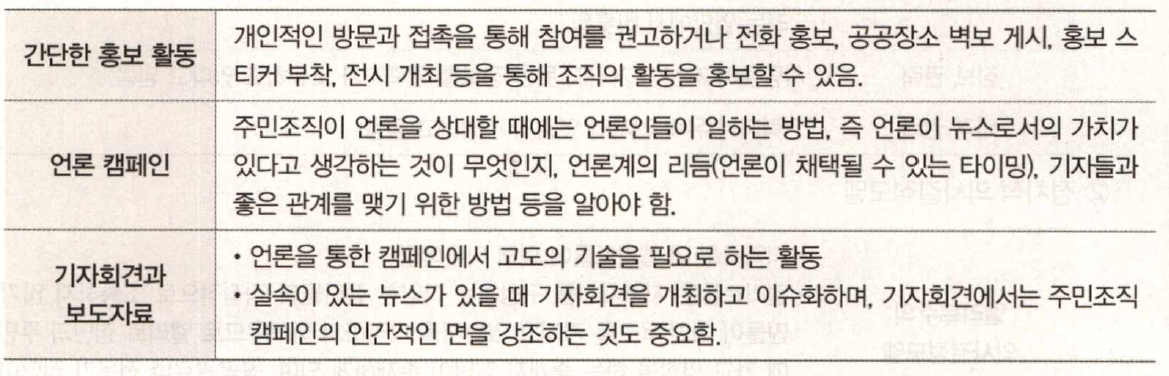 간단한 홍보 활동
개인적인 방문과 접촉을 통해 참여를 권고하거나 전화 홍보, 공공장소 벽보 게시, 홍보 스
티커 부착, 전시 개최 등을 통해 조직의 활동을 홍보할 수 있음.
언론 캠페인
주민조직이 언론을 상대할 때에는 언론인들이 일하는 방법, 즉 언론이 뉴스로서의 가치가
있다고 생각하는 것이 무엇인지, 언론계의 리듬(언론이 채택될 수 있는 타이밍), 기자들과
좋은 관계를 맺기 위한 방법 등을 알아야 함.
기자회견과
보도자료
• 언론을 통한 캠페인에서 고도의 기술을 필요로 하는 활동
• 실속이 있는 뉴스가 있을 때 기자회견을 개최하고 이슈화하며, 기자회견에서는 주민조직
캠페인의 인간적인 면을 강조하는 것도 중요함.